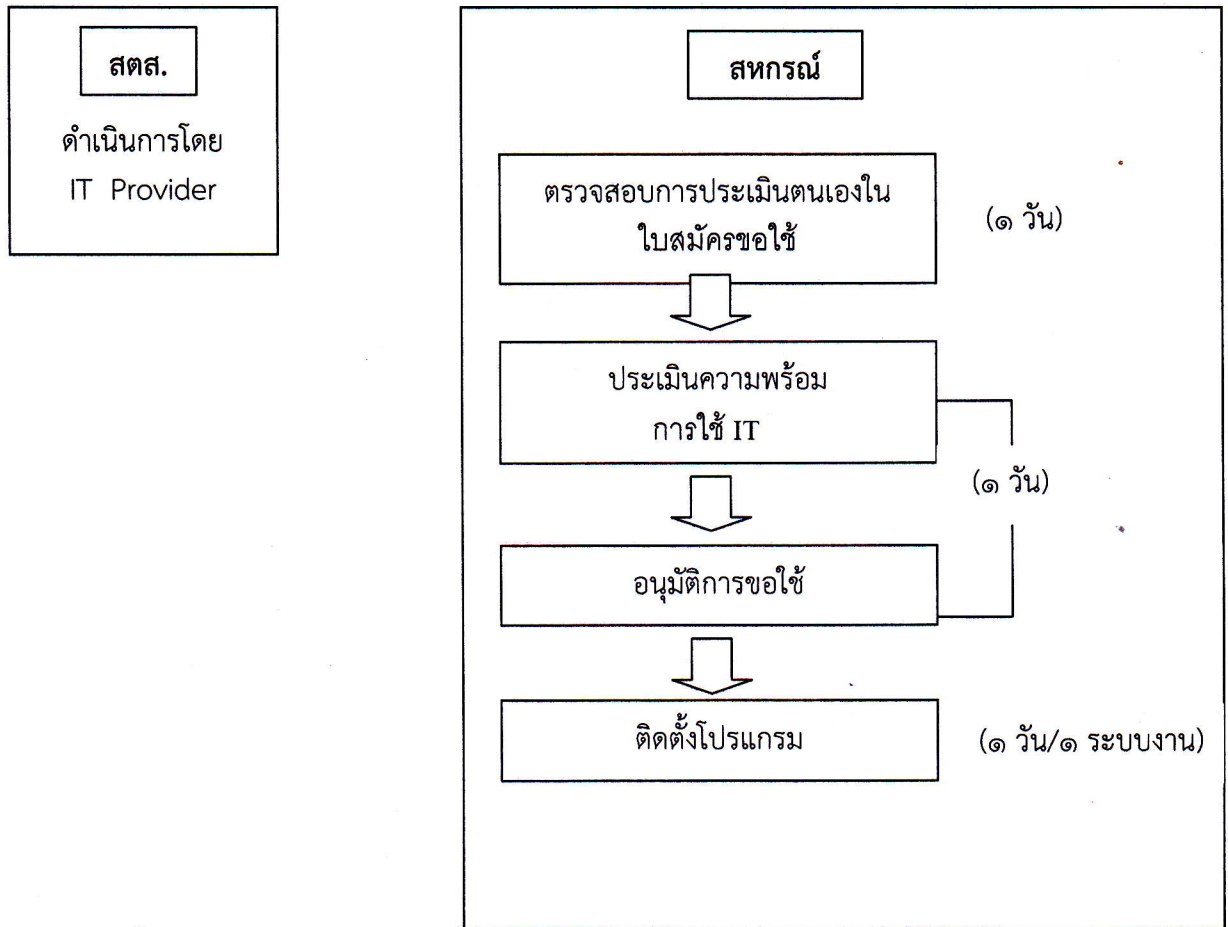 สตส.
ดำเนินการโดย
IT Provider
สหกรณ์
ตรวจสอบการประเมินตนเองใน
ใบสมัครขอใช้
(๑ วัน)
ประเมินความพร้อม
การใช้ IT
(๑ วัน)
อนุมัติการขอใช้
ติดตั้งโปรแกรม
(๑ วัน/๑ ระบบงาน)